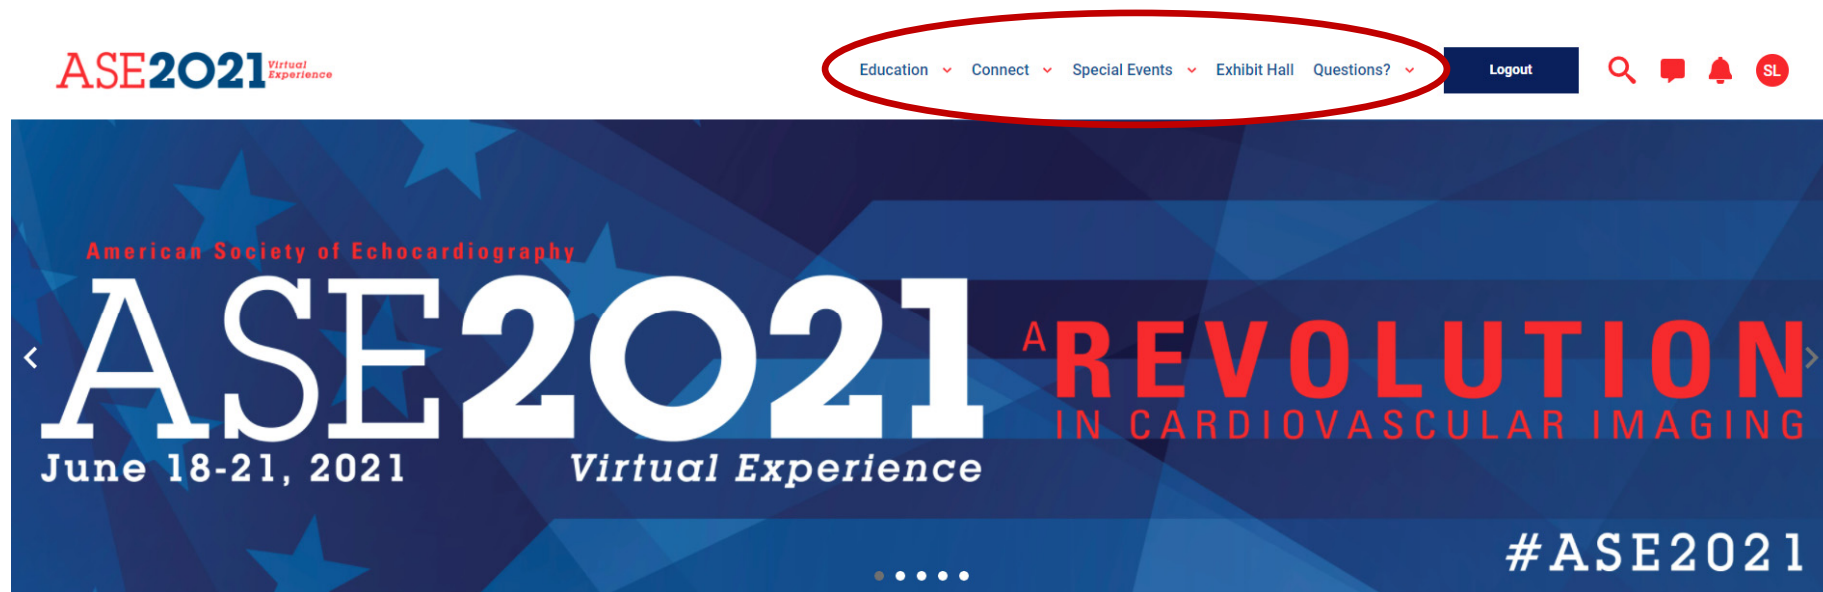 ASE2021 Virtual Experience
Education Connect Special Events Exhibit Hall Questions? Logout SL
American Society of Echocardiography
ASE2021
A REVOLUTION
IN CARDIOVASCULAR IMAGING
June 18-21, 2021 Virtual Experience
#ASE2021